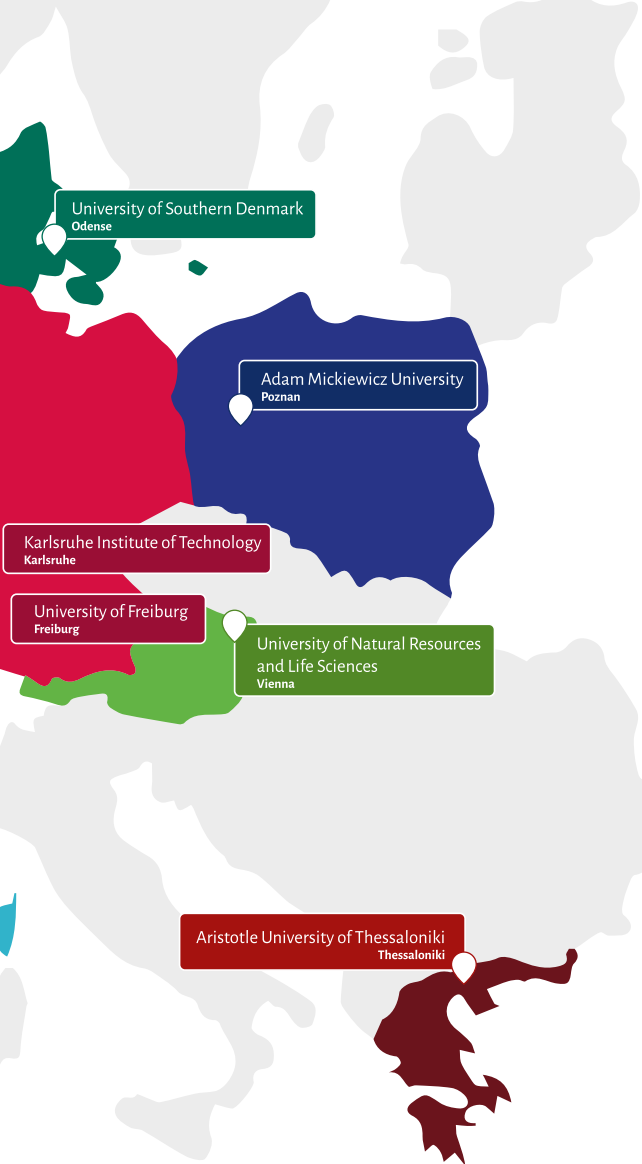 University of Southern Denmark
Odense
Adam Mickiewicz University
Poznan
Karlsruhe Institute of Technology
Karlsruhe
University of Freiburg
Freiburg
University of Natural Resources
and Life Sciences
Vienna
Aristotle University of Thessaloniki
Thessaloniki